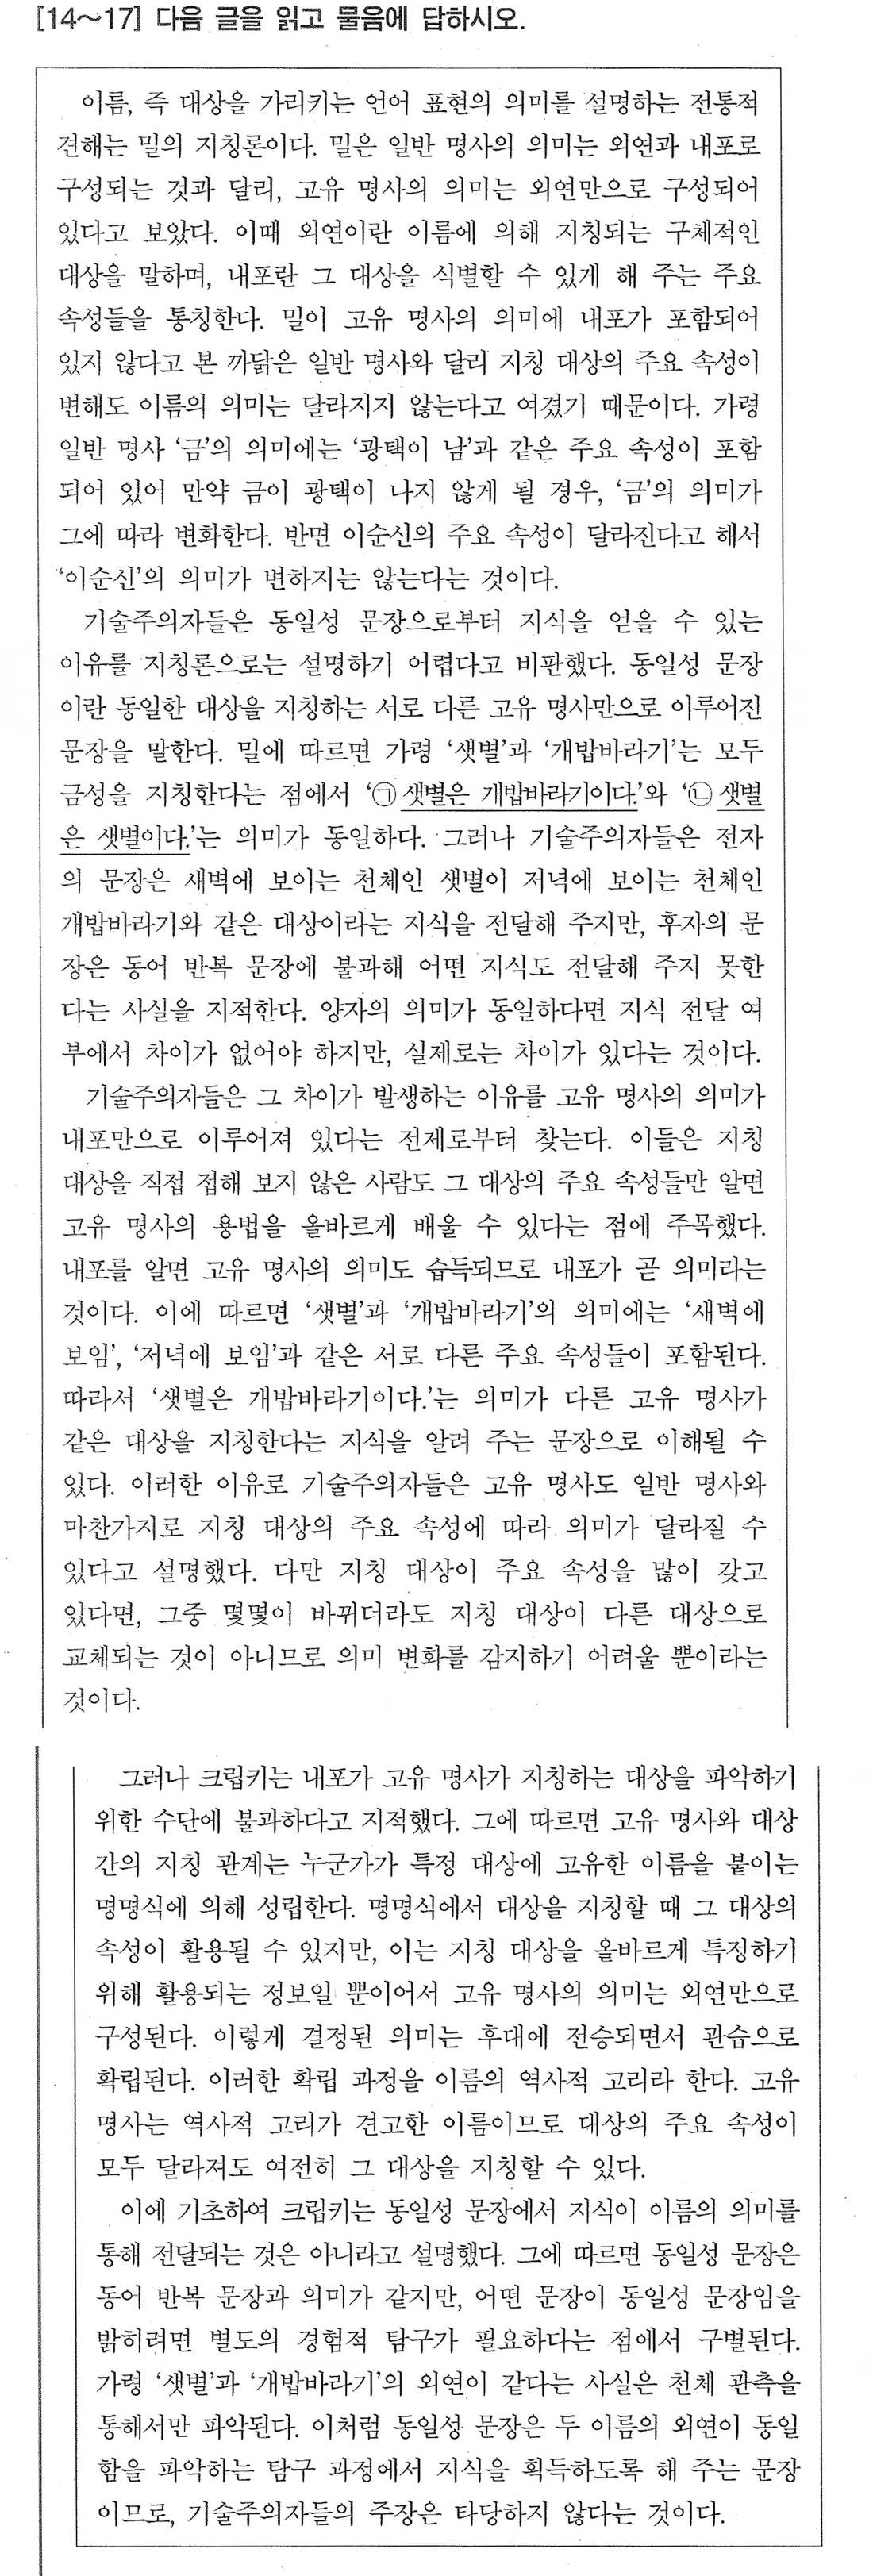 [14~17] 다음 글을 읽고 물음에 답하시오.
이름, 즉 대상을 가리키는 언어 표현의 의미를 설명하는 전통적
견해는 밀의 지칭론이다. 밀은 일반 명사의 의미는 외연과 내포로
구성되는 것과 달리, 고유 명사의 의미는 외연만으로 구성되어
있다고 보았다. 이때 외연이란 이름에 의해 지칭되는 구체적인
대상을 말하며, 내포란 그 대상을 식별할 수 있게 해 주는 주요
속성들을 통칭한다. 밀이 고유 명사의 의미에 내포가 포함되어
있지 않다고 본 까닭은 일반 명사와 달리 지칭 대상의 주요 속성이
변해도 이름의 의미는 달라지지 않는다고 여겼기 때문이다. 가령
일반 명사 ‘금’의 의미에는 ‘광택이 남’과 같은 주요 속성이 포함
되어 있어 만약 금이 광택이 나지 않게 될 경우, ‘금’의 의미가
그에 따라 변화한다. 반면 이순신의 주요 속성이 달라진다고 해서
‘이순신’의 의미가 변하지는 않는다는 것이다.
기술주의자들은 동일성 문장으로부터 지식을 얻을 수 있는
이유를 지칭론으로는 설명하기 어렵다고 비판했다. 동일성 문장
이란 동일한 대상을 지칭하는 서로 다른 고유 명사만으로 이루어진
문장을 말한다. 밀에 따르면 가령 ‘샛별’과 ‘개밥바라기’는 모두
금성을 지칭한다는 점에서 ‘㉠샛별은 개밥바라기이다.’와 ‘㉡샛별
은 샛별이다.’는 의미가 동일하다. 그러나 기술주의자들은 전자
의 문장은 새벽에 보이는 천체인 샛별이 저녁에 보이는 천체인
개밥바라기와 같은 대상이라는 지식을 전달해 주지만, 후자의 문
장은 동어 반복 문장에 불과해 어떤 지식도 전달해 주지 못한
다는 사실을 지적한다. 양자의 의미가 동일하다면 지식 전달 여
부에서 차이가 없어야 하지만, 실제로는 차이가 있다는 것이다.
기술주의자들은 그 차이가 발생하는 이유를 고유 명사의 의미가
내포만으로 이루어져 있다는 전제로부터 찾는다. 이들은 지칭
대상을 직접 접해 보지 않은 사람도 그 대상의 주요 속성들만 알면
고유 명사의 용법을 올바르게 배울 수 있다는 점에 주목했다.
내포를 알면 고유 명사의 의미도 습득되므로 내포가 곧 의미라는
것이다. 이에 따르면 ‘샛별’과 ‘개밥바라기’의 의미에는 ‘새벽에
보임’, ‘저녁에 보임’과 같은 서로 다른 주요 속성들이 포함된다.
따라서 ‘샛별은 개밥바라기이다.’는 의미가 다른 고유 명사가
같은 대상을 지칭한다는 지식을 알려 주는 문장으로 이해될 수
있다. 이러한 이유로 기술주의자들은 고유 명사도 일반 명사와
마찬가지로 지칭 대상의 주요 속성에 따라 의미가 달라질 수
있다고 설명했다. 다만 지칭 대상이 주요 속성을 많이 갖고
있다면, 그중 몇몇이 바뀌더라도 지칭 대상이 다른 대상으로
교체되는 것이 아니므로 의미 변화를 감지하기 어려울 뿐이라는
것이다.
그러나 크립키는 내포가 고유 명사가 지칭하는 대상을 파악하기
위한 수단에 불과하다고 지적했다. 그에 따르면 고유 명사와 대상
간의 지칭 관계는 누군가가 특정 대상에 고유한 이름을 붙이는
명명식에 의해 성립한다. 명명식에서 대상을 지칭할 때 그 대상의
속성이 활용될 수 있지만, 이는 지칭 대상을 올바르게 특정하기
위해 활용되는 정보일 뿐이어서 고유 명사의 의미는 외연만으로
구성된다. 이렇게 결정된 의미는 후대에 전승되면서 관습으로
확립된다. 이러한 확립 과정을 이름의 역사적 고리라 한다. 고유
명사는 역사적 고리가 견고한 이름이므로 대상의 주요 속성이
모두 달라져도 여전히 그 대상을 지칭할 수 있다.
이에 기초하여 크립키는 동일성 문장에서 지식이 이름의 의미를
통해 전달되는 것은 아니라고 설명했다. 그에 따르면 동일성 문장은
동어 반복 문장과 의미가 같지만, 어떤 문장이 동일성 문장임을
밝히려면 별도의 경험적 탐구가 필요하다는 점에서 구별된다.
가령 ‘샛별’과 ‘개밥바라기’의 외연이 같다는 사실은 천체 관측을
통해서만 파악된다. 이처럼 동일성 문장은 두 이름의 외연이 동일
함을 파악하는 탐구 과정에서 지식을 획득하도록 해 주는 문장
이므로, 기술주의자들의 주장은 타당하지 않다는 것이다.